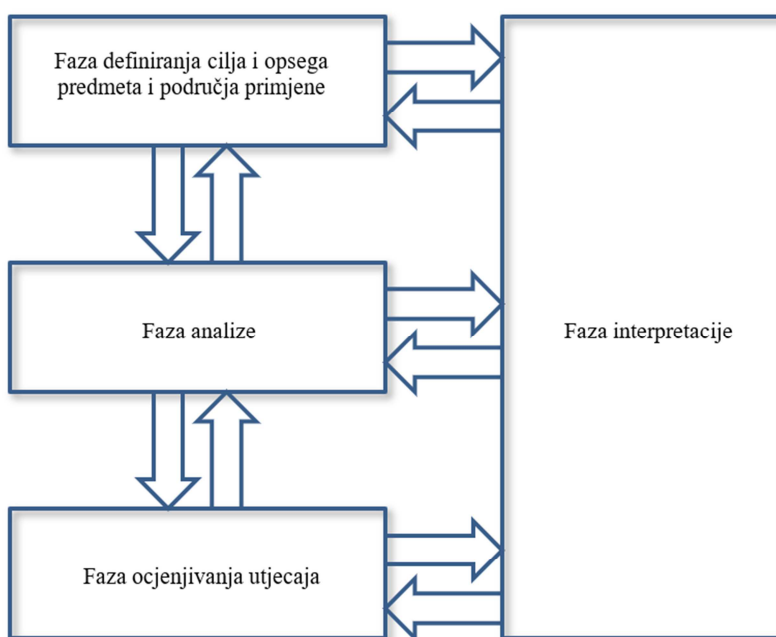 Faza definiranja cilja i opsega
predmeta i područja primjene
Faza analize
Faza interpretacije
Faza ocjenjivanja utjecaja